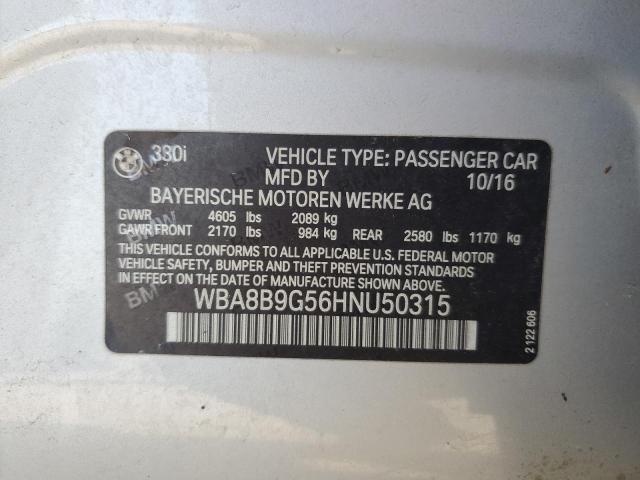 330i VEHICLE TYPE: PASSENGER CAR
MFD BY 10/16
BAYERISCHE MOTOREN WERKE AG
GVWR 4605 lbs 2089 kg
GAWR FRONT 2170 lbs 984 kg REAR 2580 lbs 1170 kg
THIS VEHICLE CONFORMS TO ALL APPLICABLE U.S. FEDERAL MOTOR
VEHICLE SAFETY, BUMPER AND THEFT PREVENTION STANDARDS
IN EFFECT ON THE DATE OF MANUFACTURE SHOWN ABOVE.
WBA8B9G56HNU50315
2 122 606